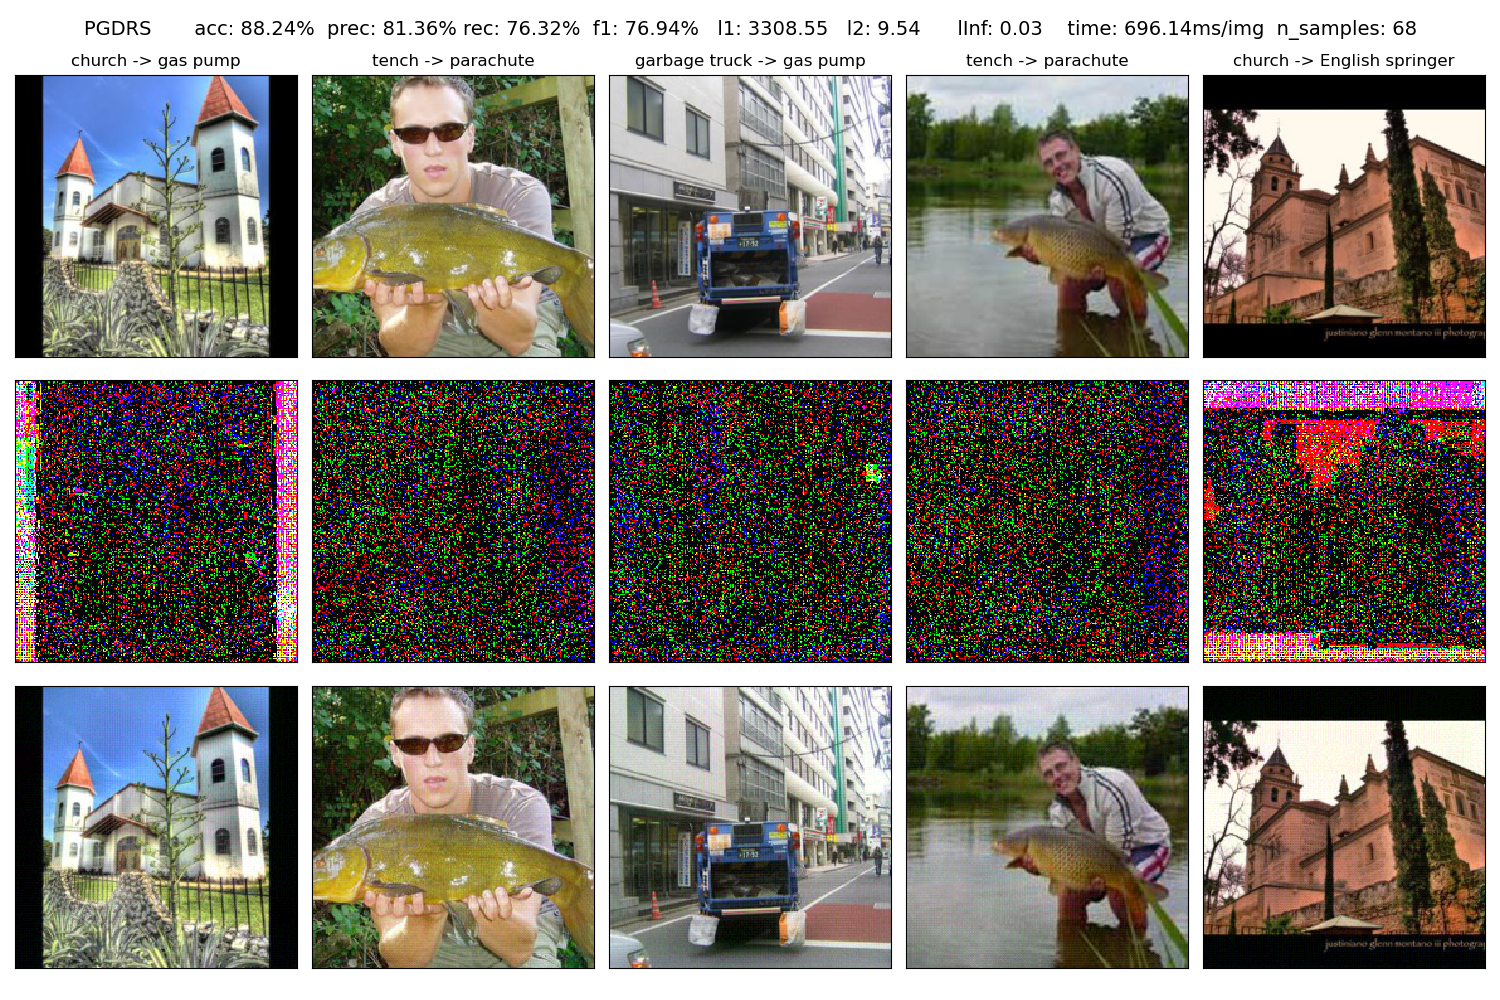 PGDRS acc: 88.24% prec: 81.36% rec: 76.32% f1: 76.94% l1: 3308.55 l2: 9.54 lInf: 0.03 time: 696.14ms/img n_samples: 68
church -> gas pump
tench -> parachute
garbage truck -> gas pump
tench -> parachute
church -> English springer
justiniano glenn montano iii photogra
justiniano glenn montano iii photogra